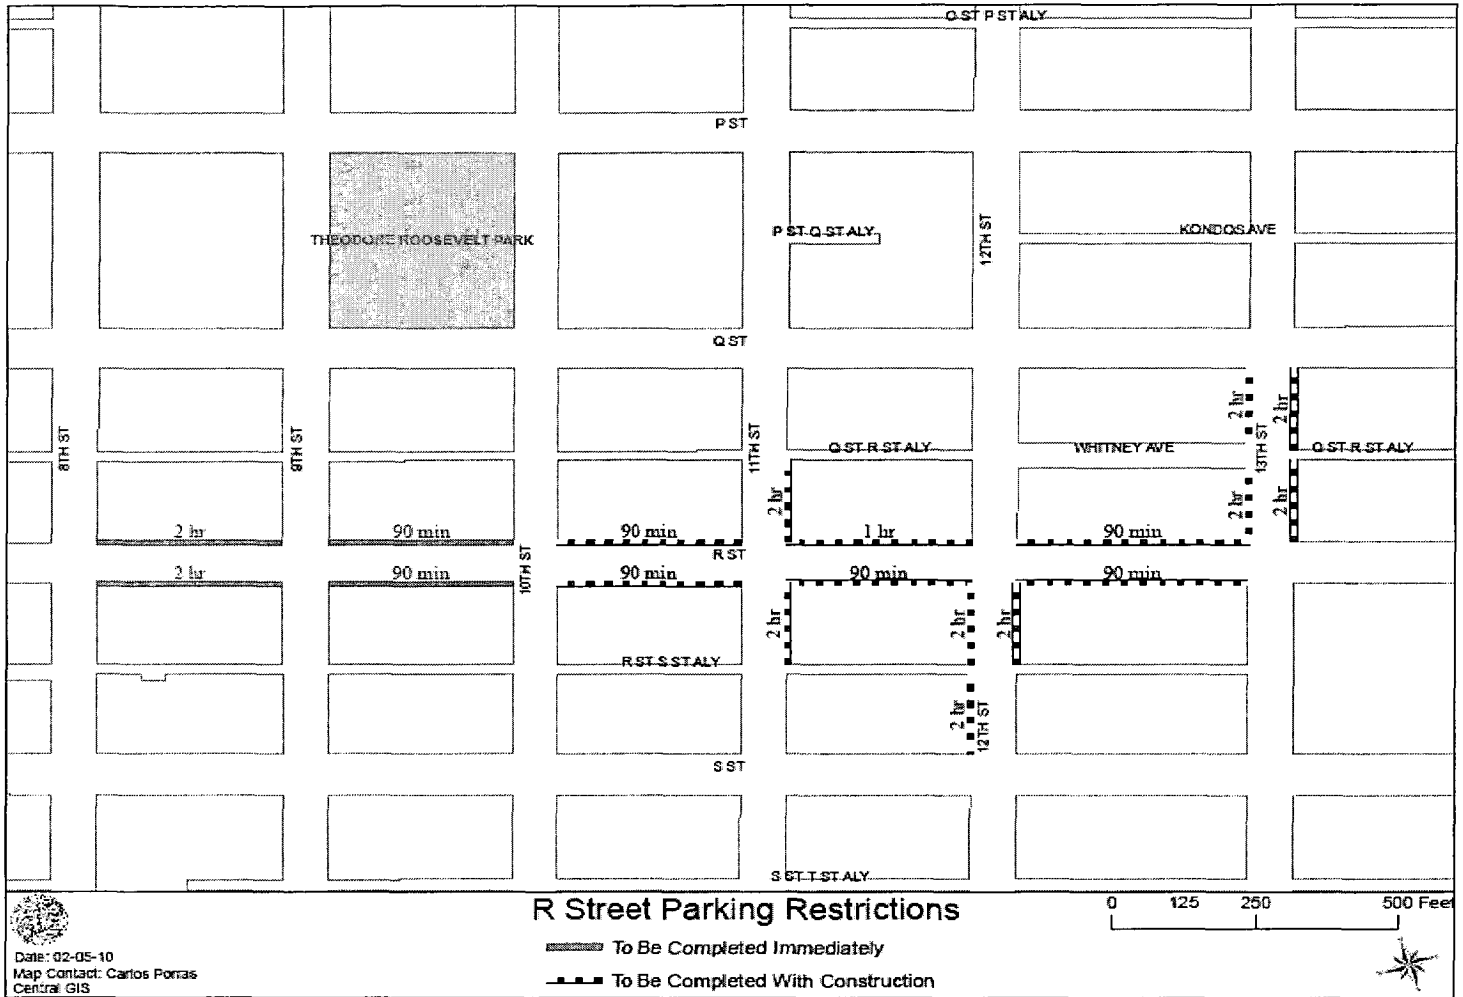 O ST P ST ALY
P ST
THEODORE ROOSEVELT PARK
P ST Q ST ALY
12TH ST
KONDOS AVE
Q ST
8TH ST
9TH ST
11TH ST
Q ST R ST ALY
WHITNEY AVE
2 hr
13TH ST
2 hr
Q ST R ST ALY
2 hr
2 hr
2 hr
2 hr
90 min
90 min
1 hr
90 min
R ST
10TH ST
2 hr
90 min
90 min
90 min
90 min
2 hr
2 hr
2 hr
R ST S ST ALY
2 hr
12TH ST
S ST
S ST T ST ALY
R Street Parking Restrictions
0 125 250 500 Feet
To Be Completed Immediately
To Be Completed With Construction
Date: 02-05-10
Map Contact: Carlos Porras
Central GIS